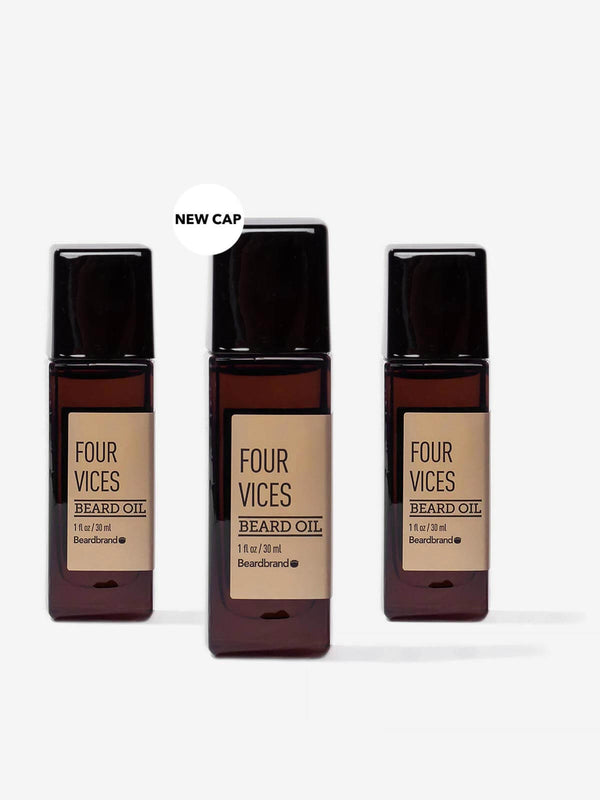 NEW CAP
FOUR
VICES
BEARD OIL
1 fl oz / 30 ml
Beardbrand
FOUR
VICES
BEARD OIL
1 fl oz / 30 ml
Beardbrand
FOUR
VICES
BEARD OIL
1 fl oz / 30 ml
Beardbrand